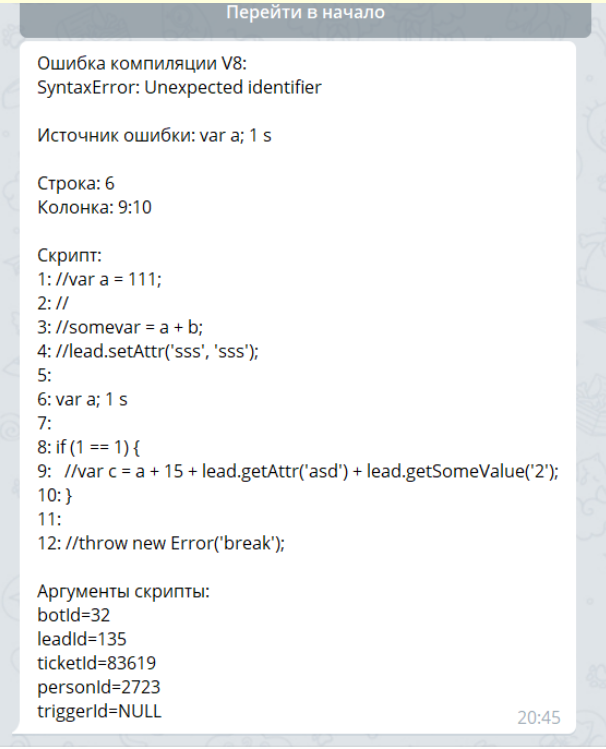 Перейти в начало
Ошибка компиляции V8:
SyntaxError: Unexpected identifier
Источник ошибки: var a; 1 s
Строка: 6
Колонка: 9:10
Скрипт:
1: //var a = 111;
2: //
3: //somevar = a + b;
4: //lead.setAttr('sss', 'sss');
5:
6: var a; 1 s
7:
8: if (1 == 1) {
9:   //var c = a + 15 + lead.getAttr('asd') + lead.getSomeValue('2');
10: }
11:
12: //throw new Error('break');
Аргументы скрипты:
botId=32
leadId=135
ticketId=83619
personId=2723
triggerId=NULL
20:45